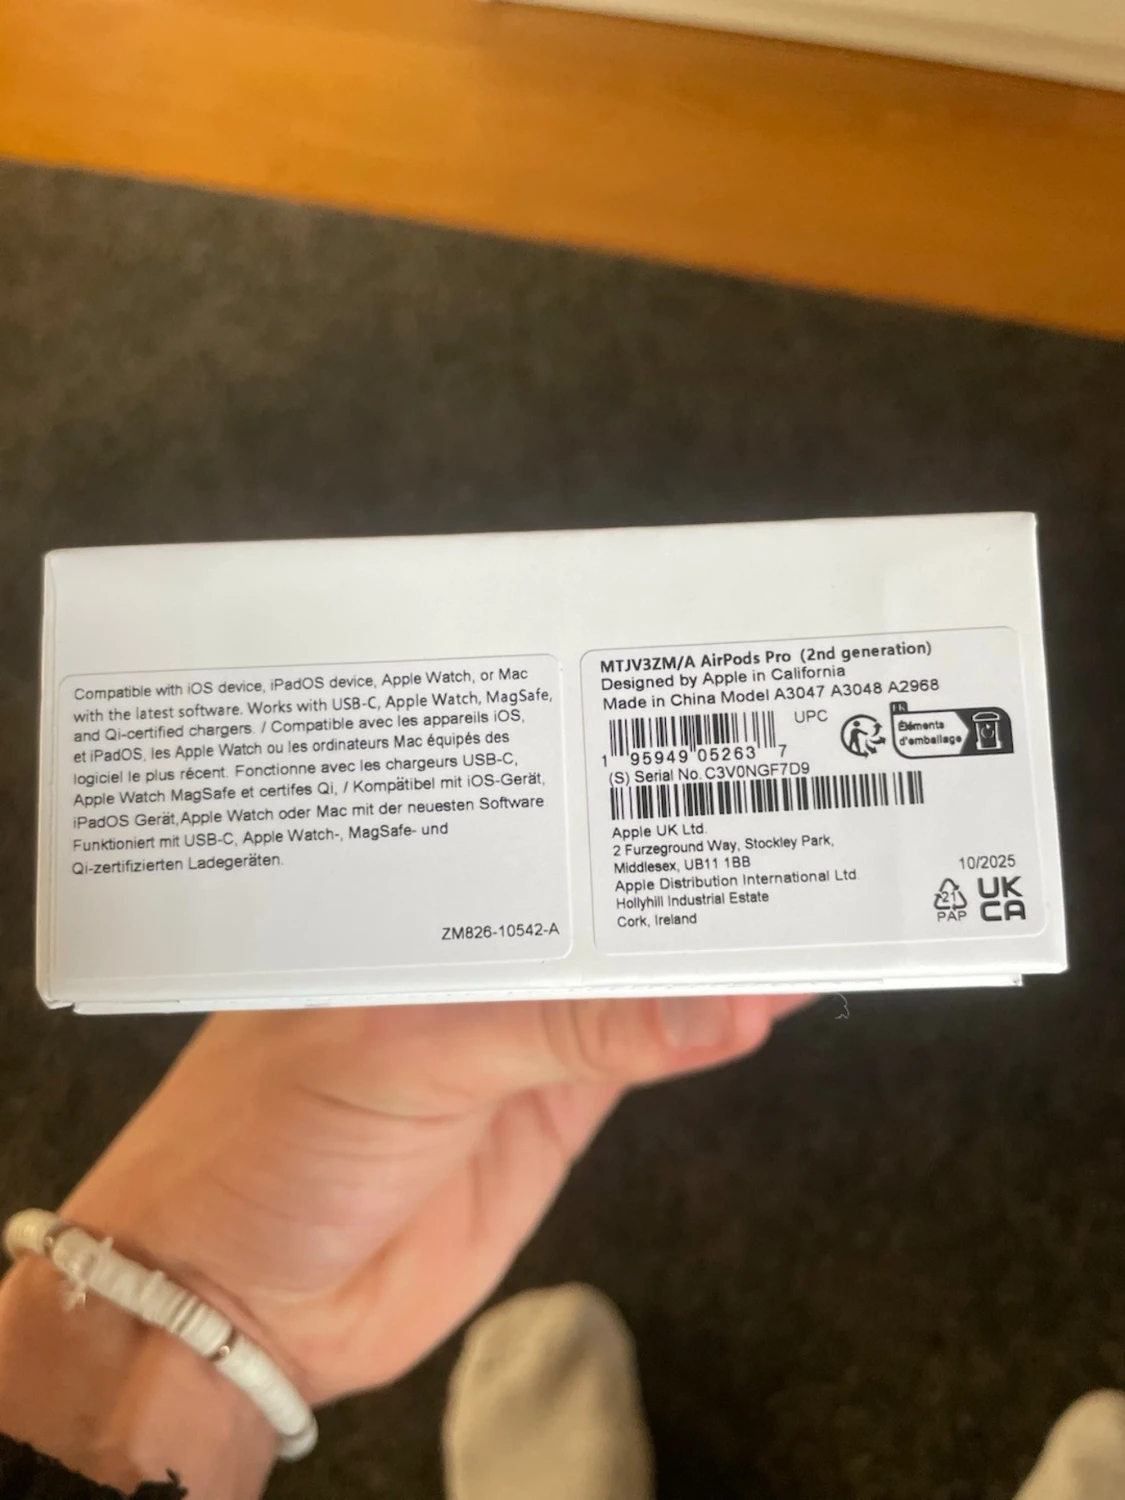 Compatible with iOS device, iPadOS device, Apple Watch, or Mac
with the latest software. Works with USB-C, Apple Watch, MagSafe,
and Qi-certified chargers. / Compatible avec les appareils iOS,
et iPadOS, les Apple Watch ou les ordinateurs Mac équipés des
logiciel le plus récent. Fonctionne avec les chargeurs USB-C,
Apple Watch MagSafe et certifes Qi, / Kompätibel mit iOS-Gerät,
iPadOS Gerät,Apple Watch oder Mac mit der neuesten Software
Funktioniert mit USB-C, Apple Watch-, MagSafe- und
Qi-zertifizierten Ladegeräten.
ZM826-10542-A
MTJV3ZM/A AirPods Pro (2nd generation)
Designed by Apple in California
Made in China Model A3047 A3048 A2968
UPC
FR
Éléments
d'emballage
1 95949 05263 7
(S) Serial No. C3V0NGF7D9
Apple UK Ltd.
2 Furzeground Way, Stockley Park,
Middlesex, UB11 1BB
Apple Distribution International Ltd.
Hollyhill Industrial Estate
Cork, Ireland
10/2025
21
PAP
UK
CA